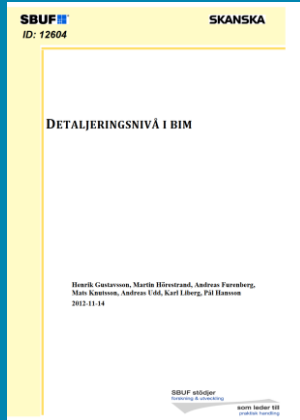 SBUF
SKANSKA
ID: 12604
DETALJERINGSNIVÅ I BIM
Henrik Gustavsson, Martin Hörestrand, Andreas Furenberg,
Mats Knutsson, Andreas Udd, Karl Liberg, Pål Hansson
2012-11-14
SBUF stödjer
forskning & utveckling
som leder till
praktisk handling